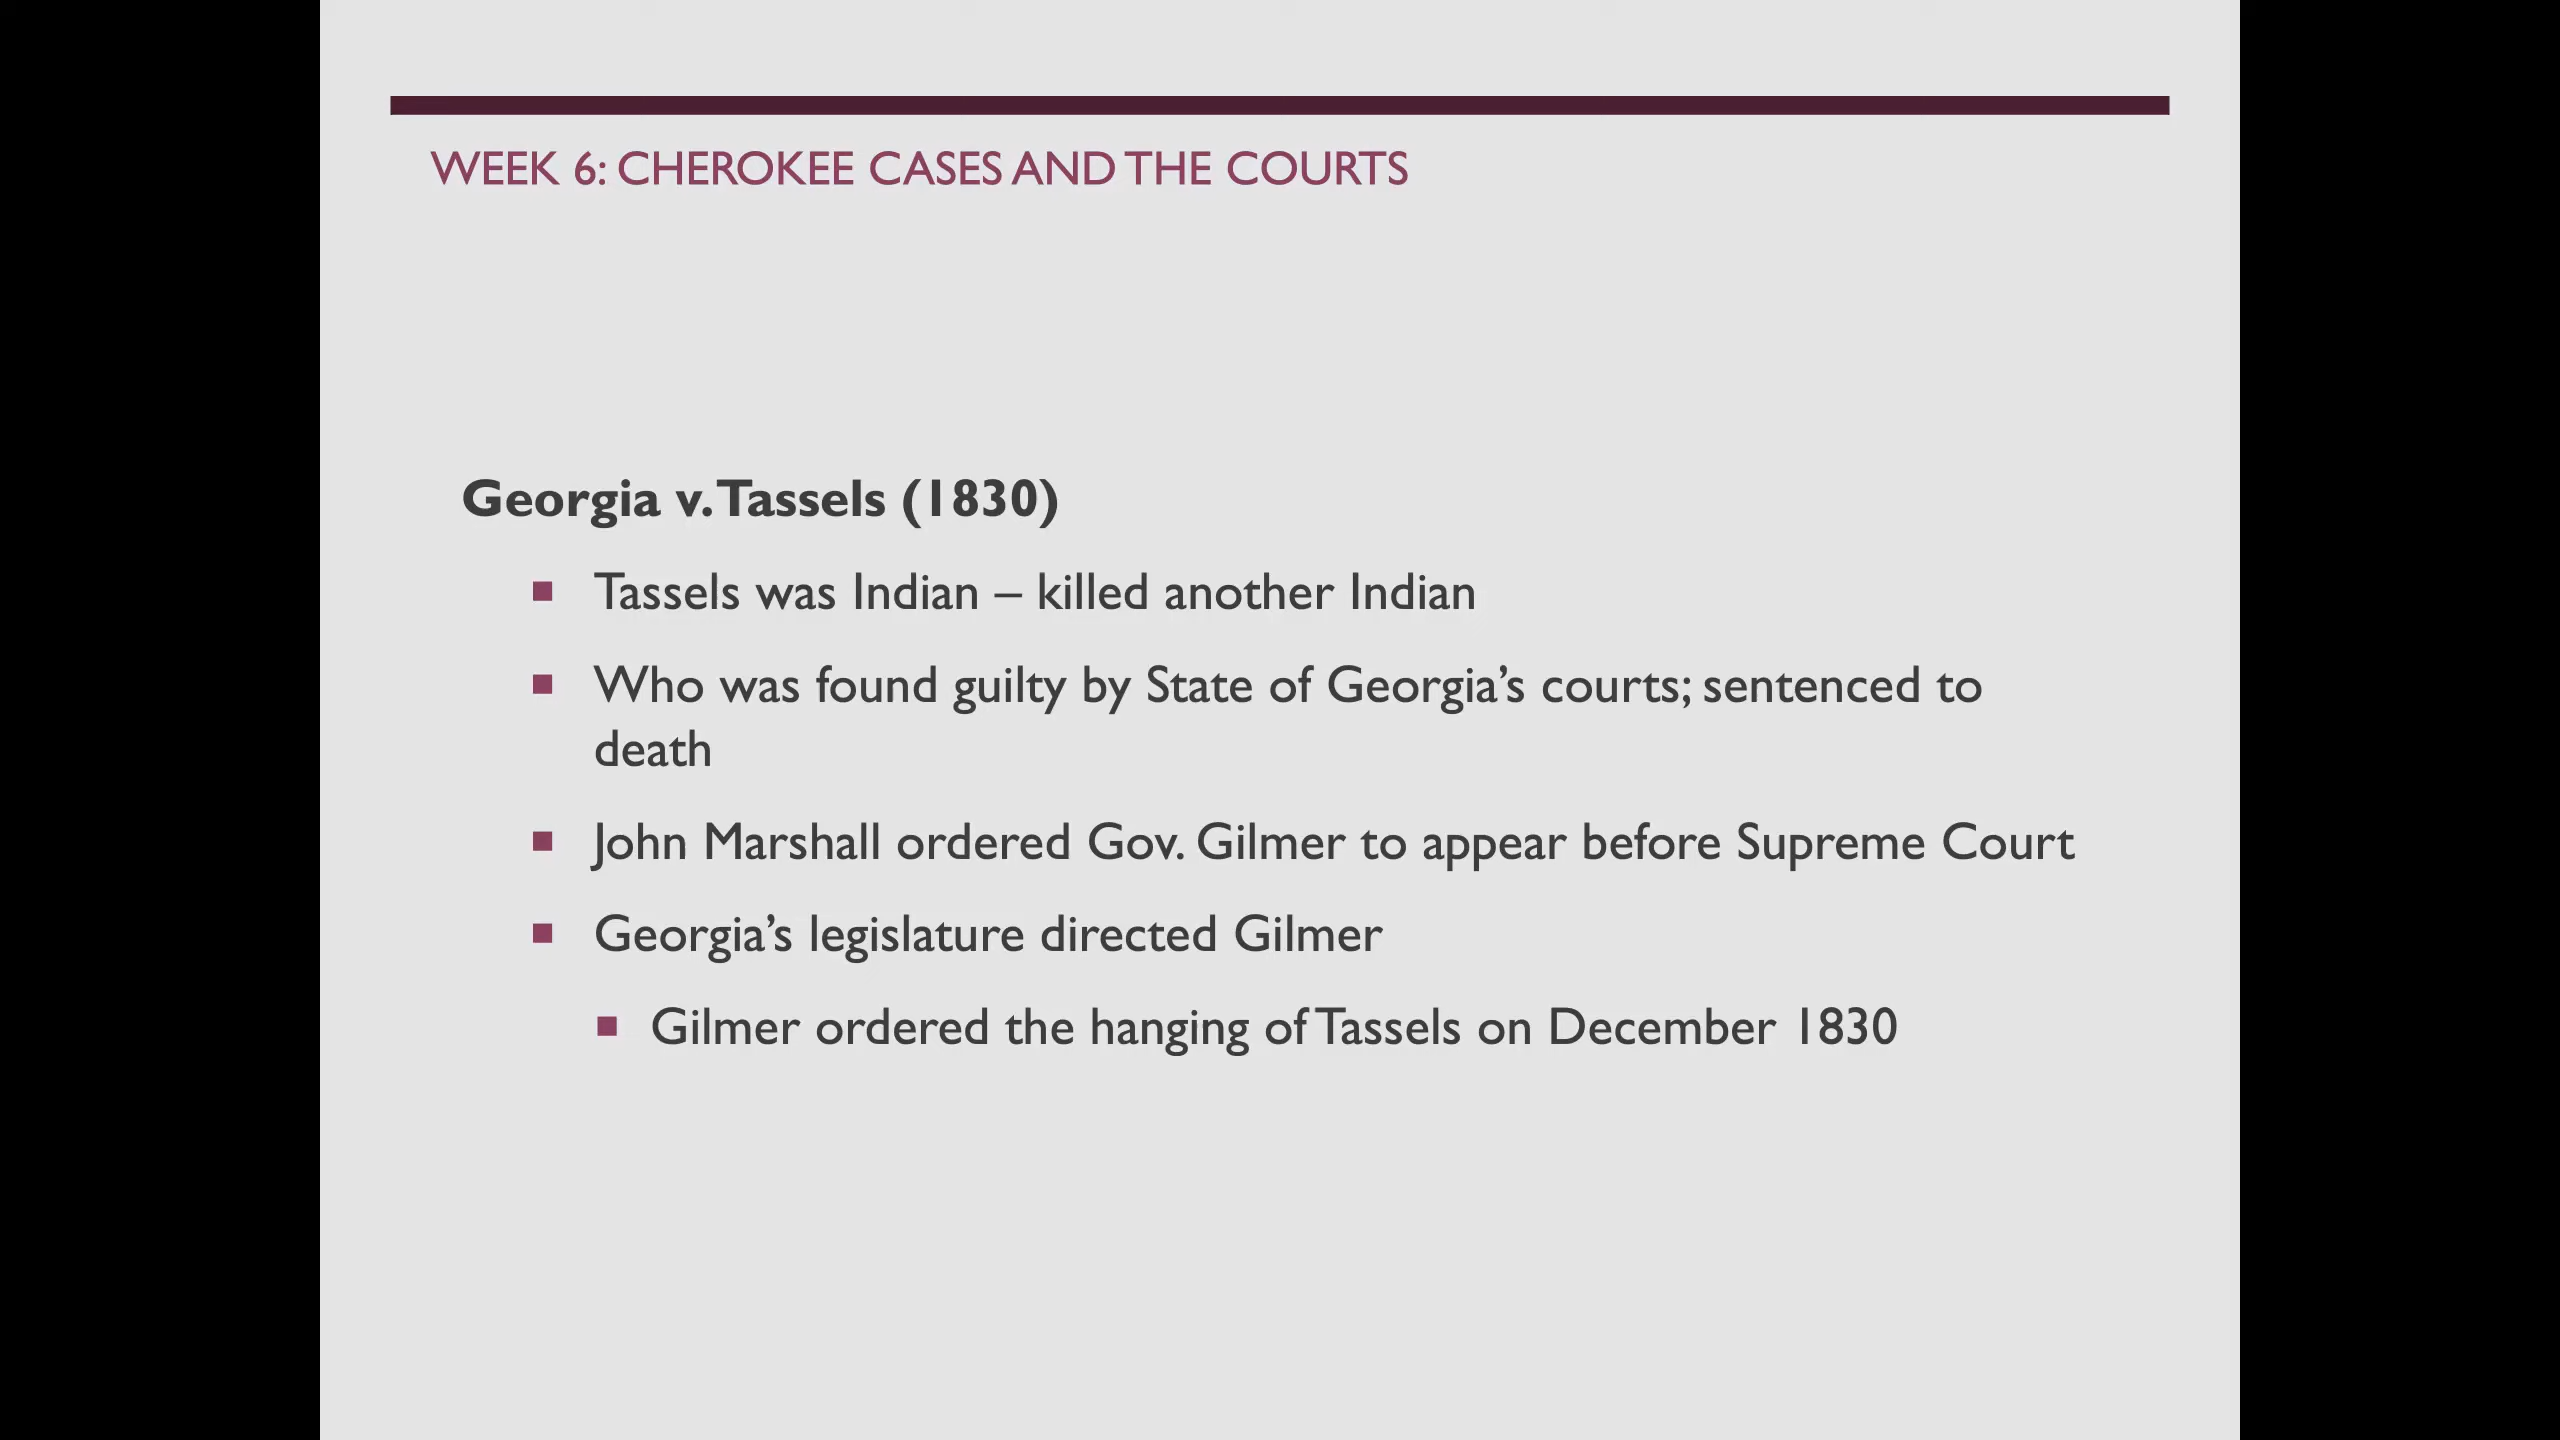 WEEK 6: CHEROKEE CASES AND THE COURTS
Georgia v. Tassels (1830)
Tassels was Indian – killed another Indian
Who was found guilty by State of Georgia’s courts; sentenced to
death
John Marshall ordered Gov. Gilmer to appear before Supreme Court
Georgia’s legislature directed Gilmer
Gilmer ordered the hanging of Tassels on December 1830